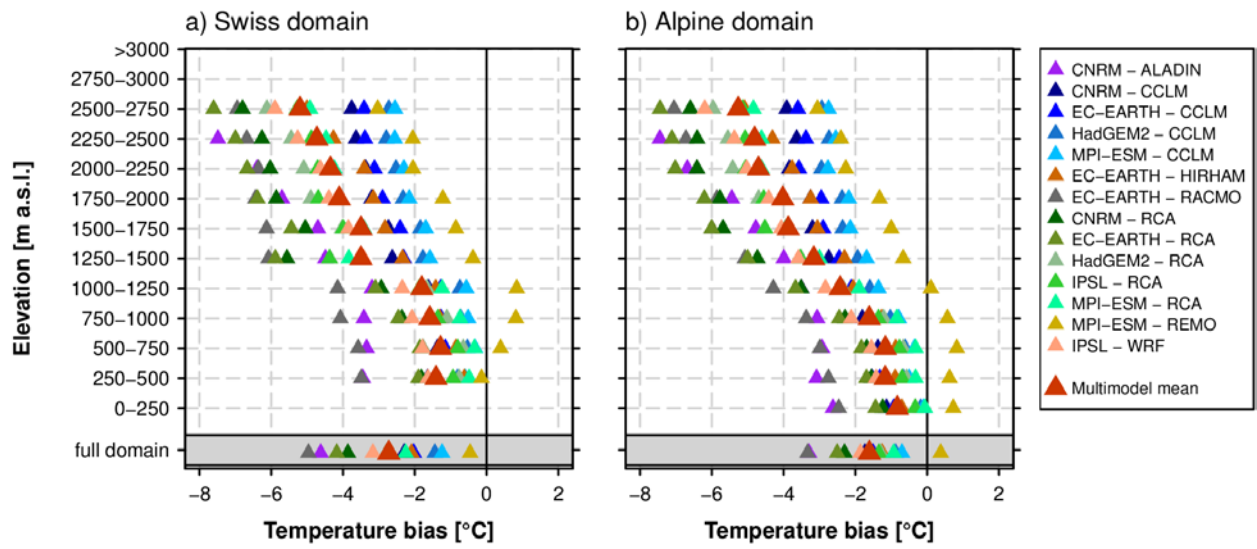 a) Swiss domain
b) Alpine domain
Elevation [m a.s.l.]
>3000
2750−3000
2500−2750
2250−2500
2000−2250
1750−2000
1500−1750
1250−1500
1000−1250
750−1000
500−750
250−500
0−250
full domain
−8 −6 −4 −2 0 2
−8 −6 −4 −2 0 2
Temperature bias [°C]
Temperature bias [°C]
CNRM − ALADIN
CNRM − CCLM
EC−EARTH − CCLM
HadGEM2 − CCLM
MPI−ESM − CCLM
EC−EARTH − HIRHAM
EC−EARTH − RACMO
CNRM − RCA
EC−EARTH − RCA
HadGEM2 − RCA
IPSL − RCA
MPI−ESM − RCA
MPI−ESM − REMO
IPSL − WRF
Multimodel mean